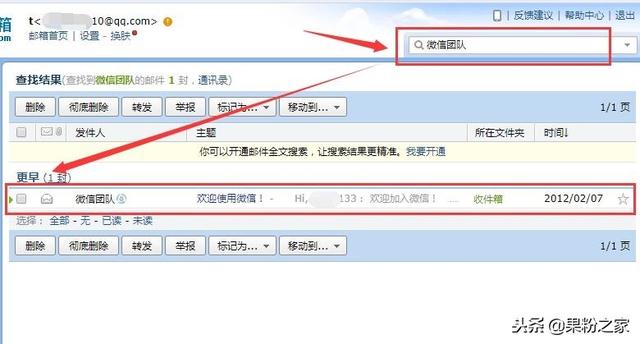 箱 t<10@qq.com>
.com 邮箱首页 | 设置 - 换肤
反馈建议 | 帮助中心 | 退出
微信团队
查找结果(查找到微信团队的邮件 1 封，通讯录)
删除 彻底删除 转发 举报 标记为... 移动到... 1/1 页
发件人 主题 所在文件夹 时间↓
你可以开通邮件全文搜索，让搜索结果更精准。我要开通
更早 (1 封)
微信团队 欢迎使用微信！ - Hi, 133： 欢迎加入微信！ .... 收件箱 2012/02/07
选择： 全部 - 无 - 已读 - 未读
删除 彻底删除 转发 举报 标记为... 移动到... 1/1 页
头条 @果粉之家